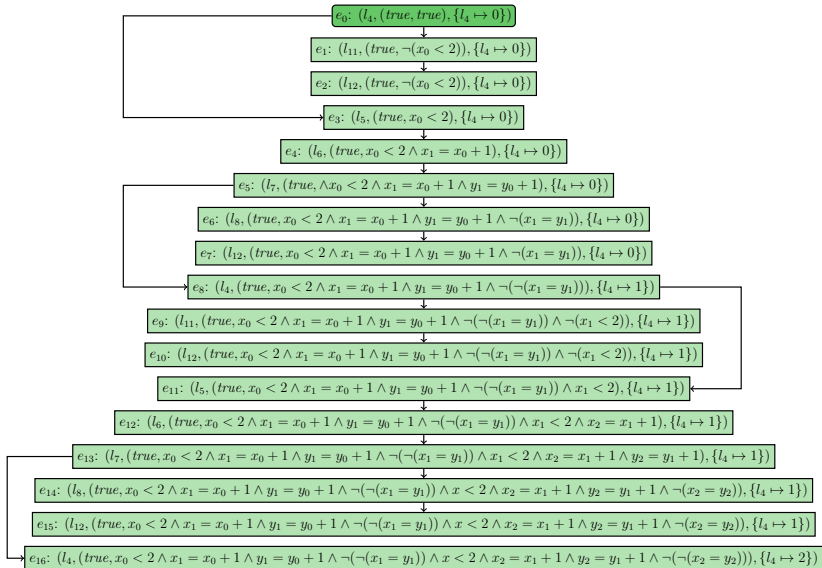 e₀: (l₄, (true, true), {l₄ ↦ 0})
e₁: (l₁₁, (true, ¬(x₀ < 2)), {l₄ ↦ 0})
e₂: (l₁₂, (true, ¬(x₀ < 2)), {l₄ ↦ 0})
e₃: (l₅, (true, x₀ < 2), {l₄ ↦ 0})
e₄: (l₆, (true, x₀ < 2 ∧ x₁ = x₀ + 1), {l₄ ↦ 0})
e₅: (l₇, (true, ∧x₀ < 2 ∧ x₁ = x₀ + 1 ∧ y₁ = y₀ + 1), {l₄ ↦ 0})
e₆: (l₈, (true, x₀ < 2 ∧ x₁ = x₀ + 1 ∧ y₁ = y₀ + 1 ∧ ¬(x₁ = y₁)), {l₄ ↦ 0})
e₇: (l₁₂, (true, x₀ < 2 ∧ x₁ = x₀ + 1 ∧ y₁ = y₀ + 1 ∧ ¬(x₁ = y₁)), {l₄ ↦ 0})
e₈: (l₄, (true, x₀ < 2 ∧ x₁ = x₀ + 1 ∧ y₁ = y₀ + 1 ∧ ¬(¬(x₁ = y₁))), {l₄ ↦ 1})
e₉: (l₁₁, (true, x₀ < 2 ∧ x₁ = x₀ + 1 ∧ y₁ = y₀ + 1 ∧ ¬(¬(x₁ = y₁)) ∧ ¬(x₁ < 2)), {l₄ ↦ 1})
e₁₀: (l₁₂, (true, x₀ < 2 ∧ x₁ = x₀ + 1 ∧ y₁ = y₀ + 1 ∧ ¬(¬(x₁ = y₁)) ∧ ¬(x₁ < 2)), {l₄ ↦ 1})
e₁₁: (l₅, (true, x₀ < 2 ∧ x₁ = x₀ + 1 ∧ y₁ = y₀ + 1 ∧ ¬(¬(x₁ = y₁)) ∧ x₁ < 2), {l₄ ↦ 1})
e₁₂: (l₆, (true, x₀ < 2 ∧ x₁ = x₀ + 1 ∧ y₁ = y₀ + 1 ∧ ¬(¬(x₁ = y₁)) ∧ x₁ < 2 ∧ x₂ = x₁ + 1), {l₄ ↦ 1})
e₁₃: (l₇, (true, x₀ < 2 ∧ x₁ = x₀ + 1 ∧ y₁ = y₀ + 1 ∧ ¬(¬(x₁ = y₁)) ∧ x₁ < 2 ∧ x₂ = x₁ + 1 ∧ y₂ = y₁ + 1), {l₄ ↦ 1})
e₁₄: (l₈, (true, x₀ < 2 ∧ x₁ = x₀ + 1 ∧ y₁ = y₀ + 1 ∧ ¬(¬(x₁ = y₁)) ∧ x < 2 ∧ x₂ = x₁ + 1 ∧ y₂ = y₁ + 1 ∧ ¬(x₂ = y₂)), {l₄ ↦ 1})
e₁₅: (l₁₂, (true, x₀ < 2 ∧ x₁ = x₀ + 1 ∧ y₁ = y₀ + 1 ∧ ¬(¬(x₁ = y₁)) ∧ x < 2 ∧ x₂ = x₁ + 1 ∧ y₂ = y₁ + 1 ∧ ¬(x₂ = y₂)), {l₄ ↦ 1})
e₁₆: (l₄, (true, x₀ < 2 ∧ x₁ = x₀ + 1 ∧ y₁ = y₀ + 1 ∧ ¬(¬(x₁ = y₁)) ∧ x < 2 ∧ x₂ = x₁ + 1 ∧ y₂ = y₁ + 1 ∧ ¬(¬(x₂ = y₂))), {l₄ ↦ 2})